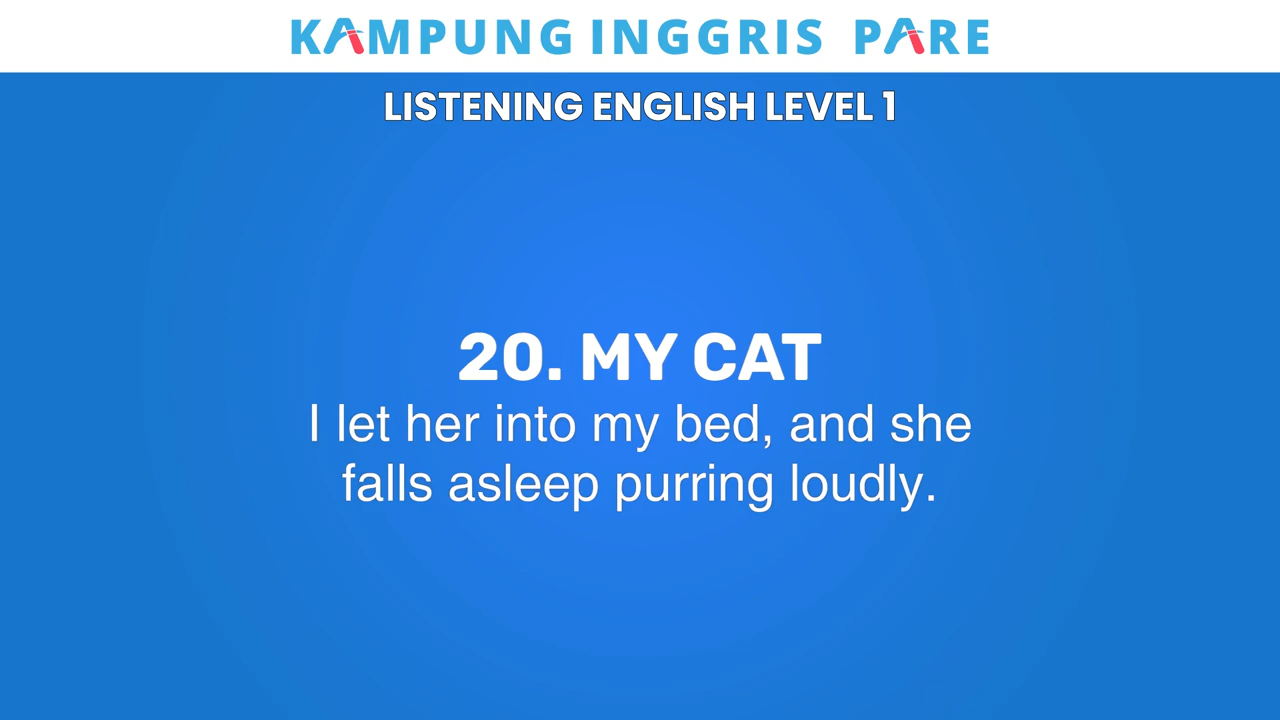 KAMPUNG INGGRIS PARE
LISTENING ENGLISH LEVEL 1
20. MY CAT
I let her into my bed, and she
falls asleep purring loudly.